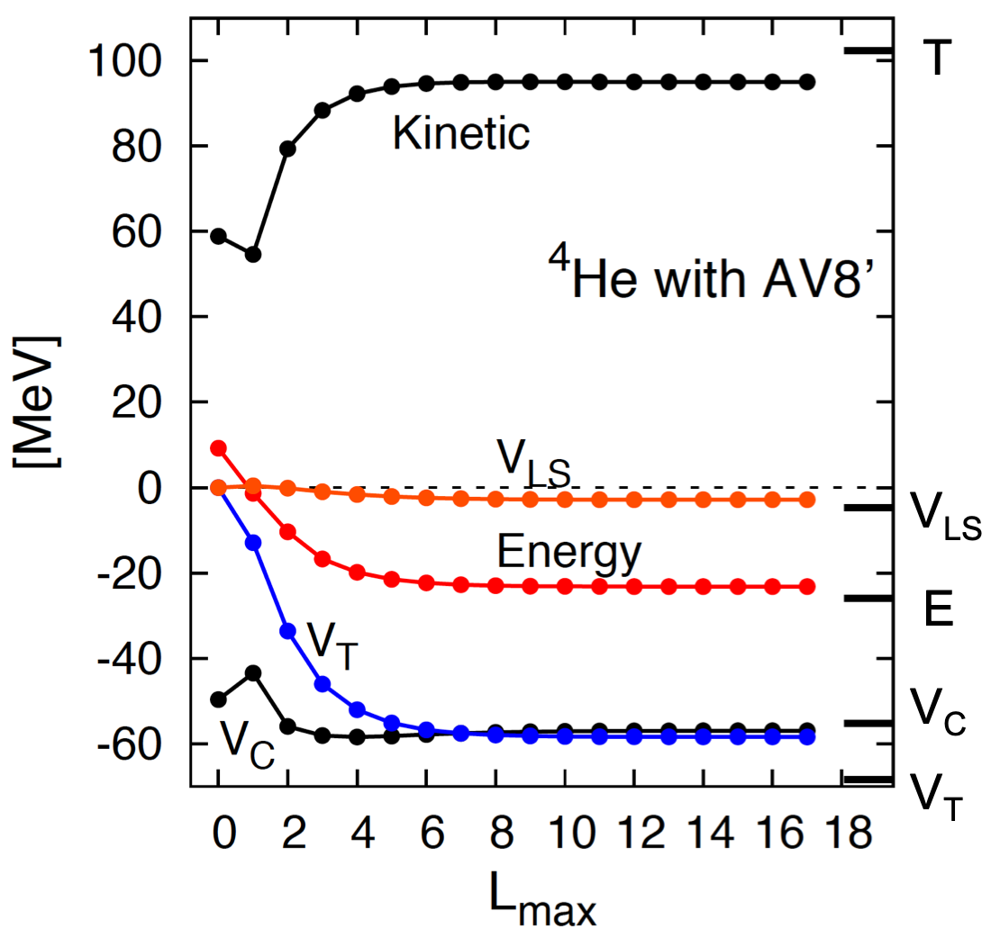 100
80
60
40
20
0
-20
-40
-60
[MeV]
Kinetic
⁴He with AV8’
V_LS
Energy
V_T
V_C
T
V_LS
E
V_C
V_T
0 2 4 6 8 10 12 14 16 18
L_max